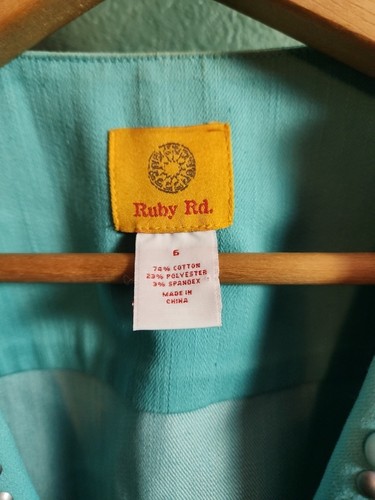 Ruby Rd.
6
74% COTTON
23% POLYESTER
3% SPANDEX
MADE IN
CHINA